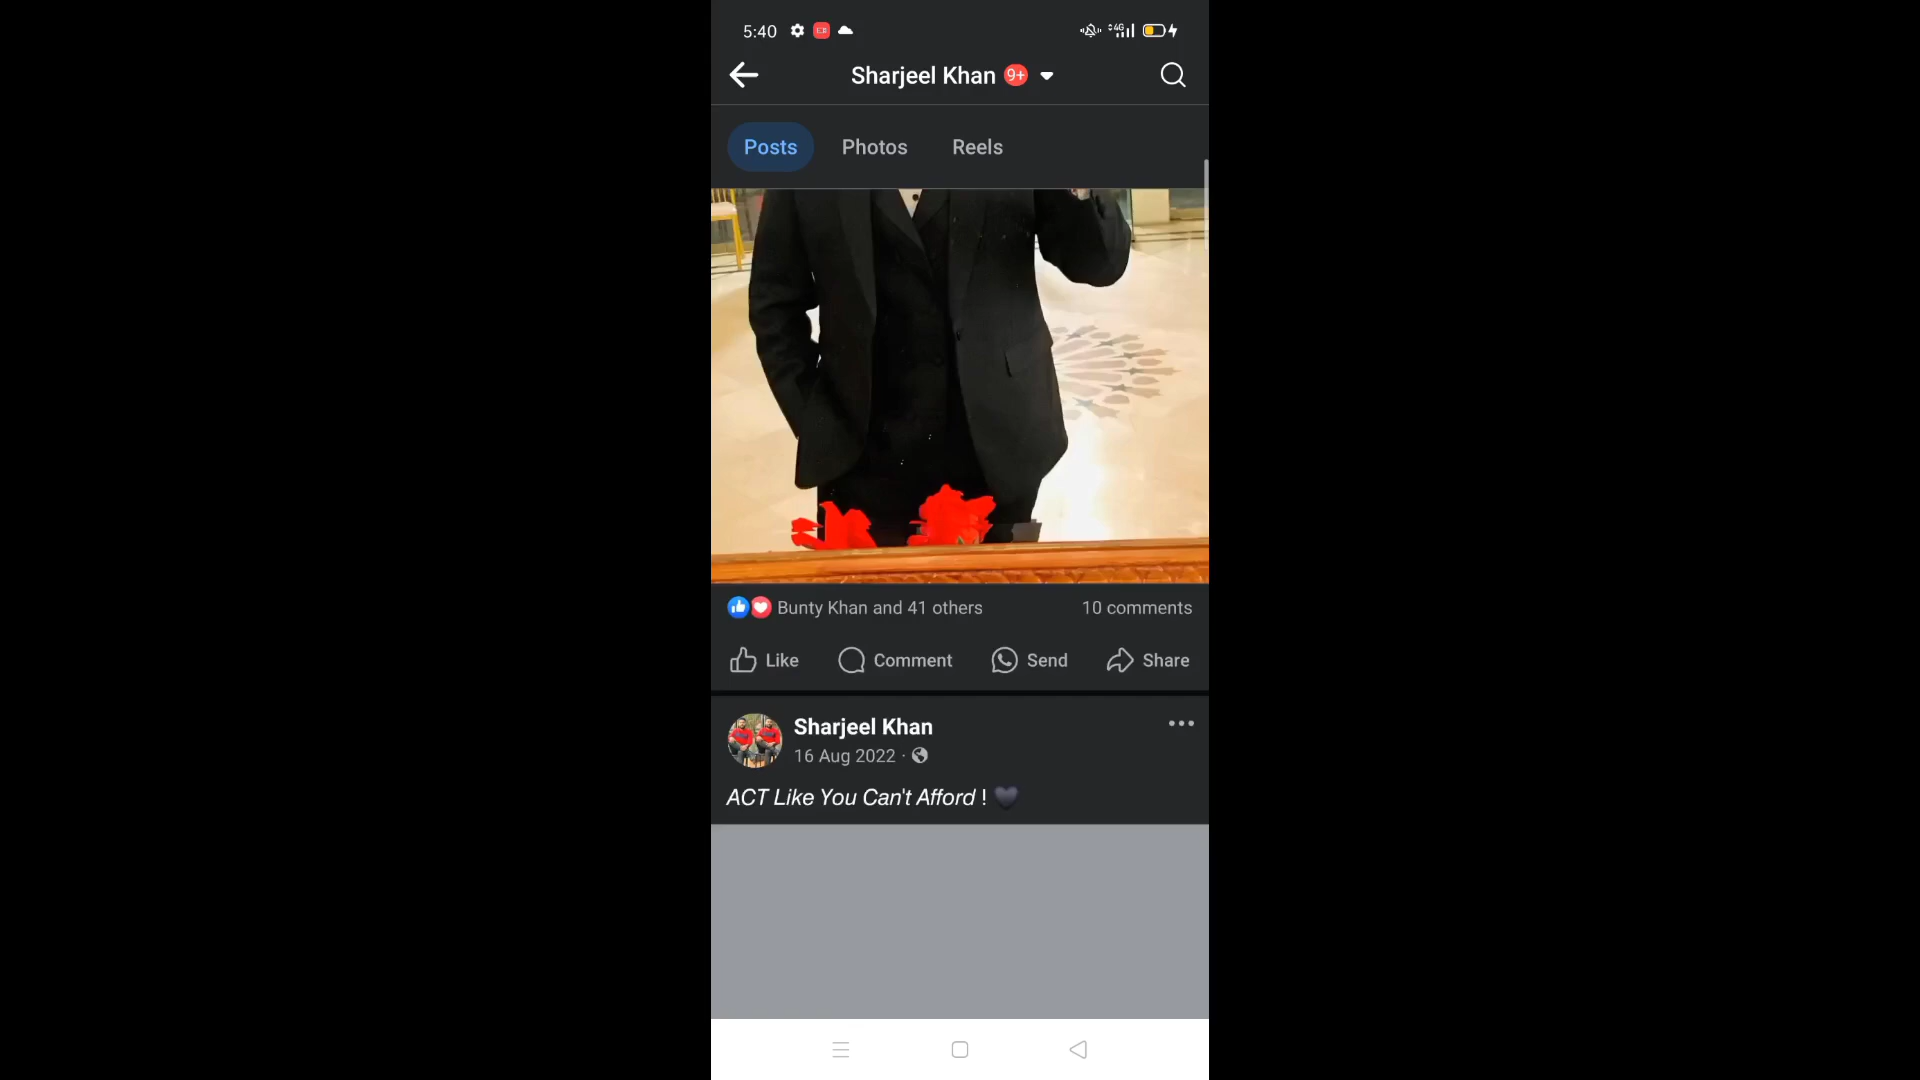 5:40
4G
Sharjeel Khan 9+
Posts Photos Reels
Bunty Khan and 41 others 10 comments
Like Comment Send Share
Sharjeel Khan
16 Aug 2022 ·
ACT Like You Can't Afford ! 🖤